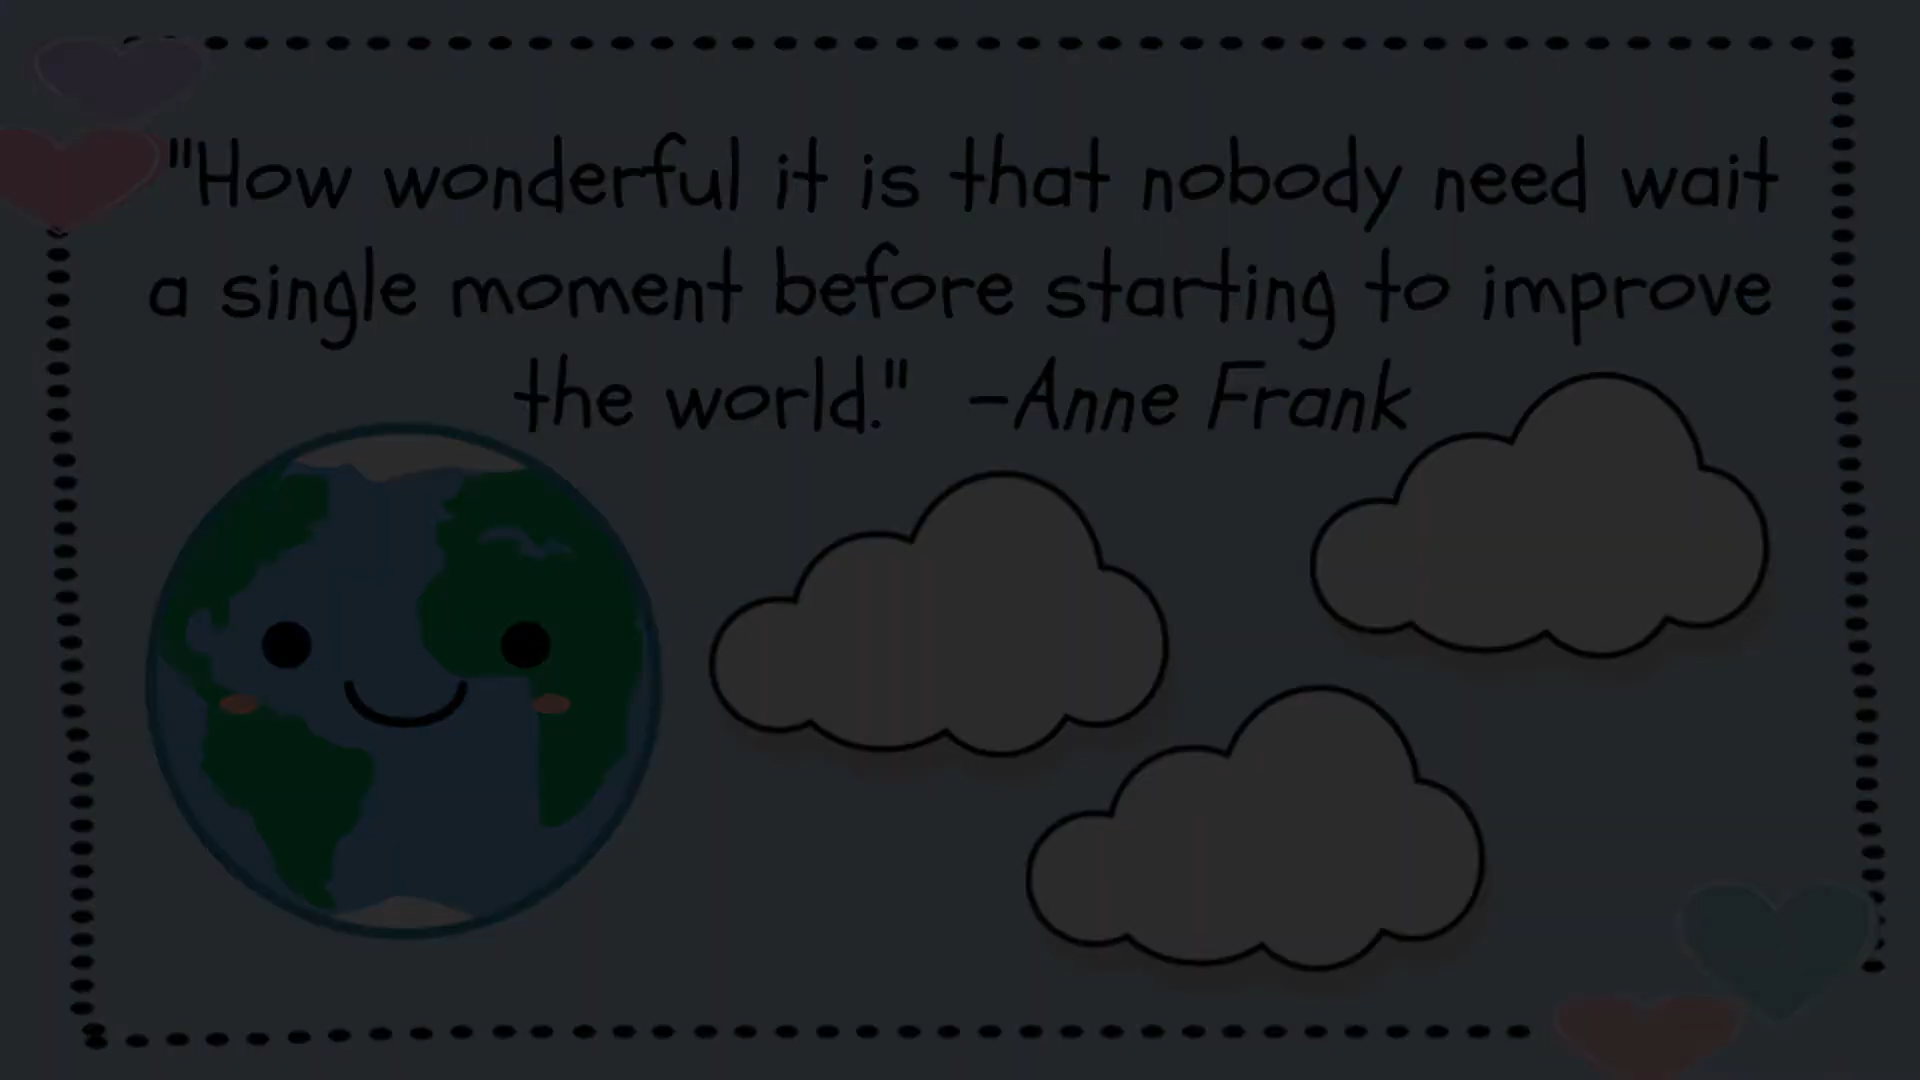 "How wonderful it is that nobody need wait
a single moment before starting to improve
the world." -Anne Frank